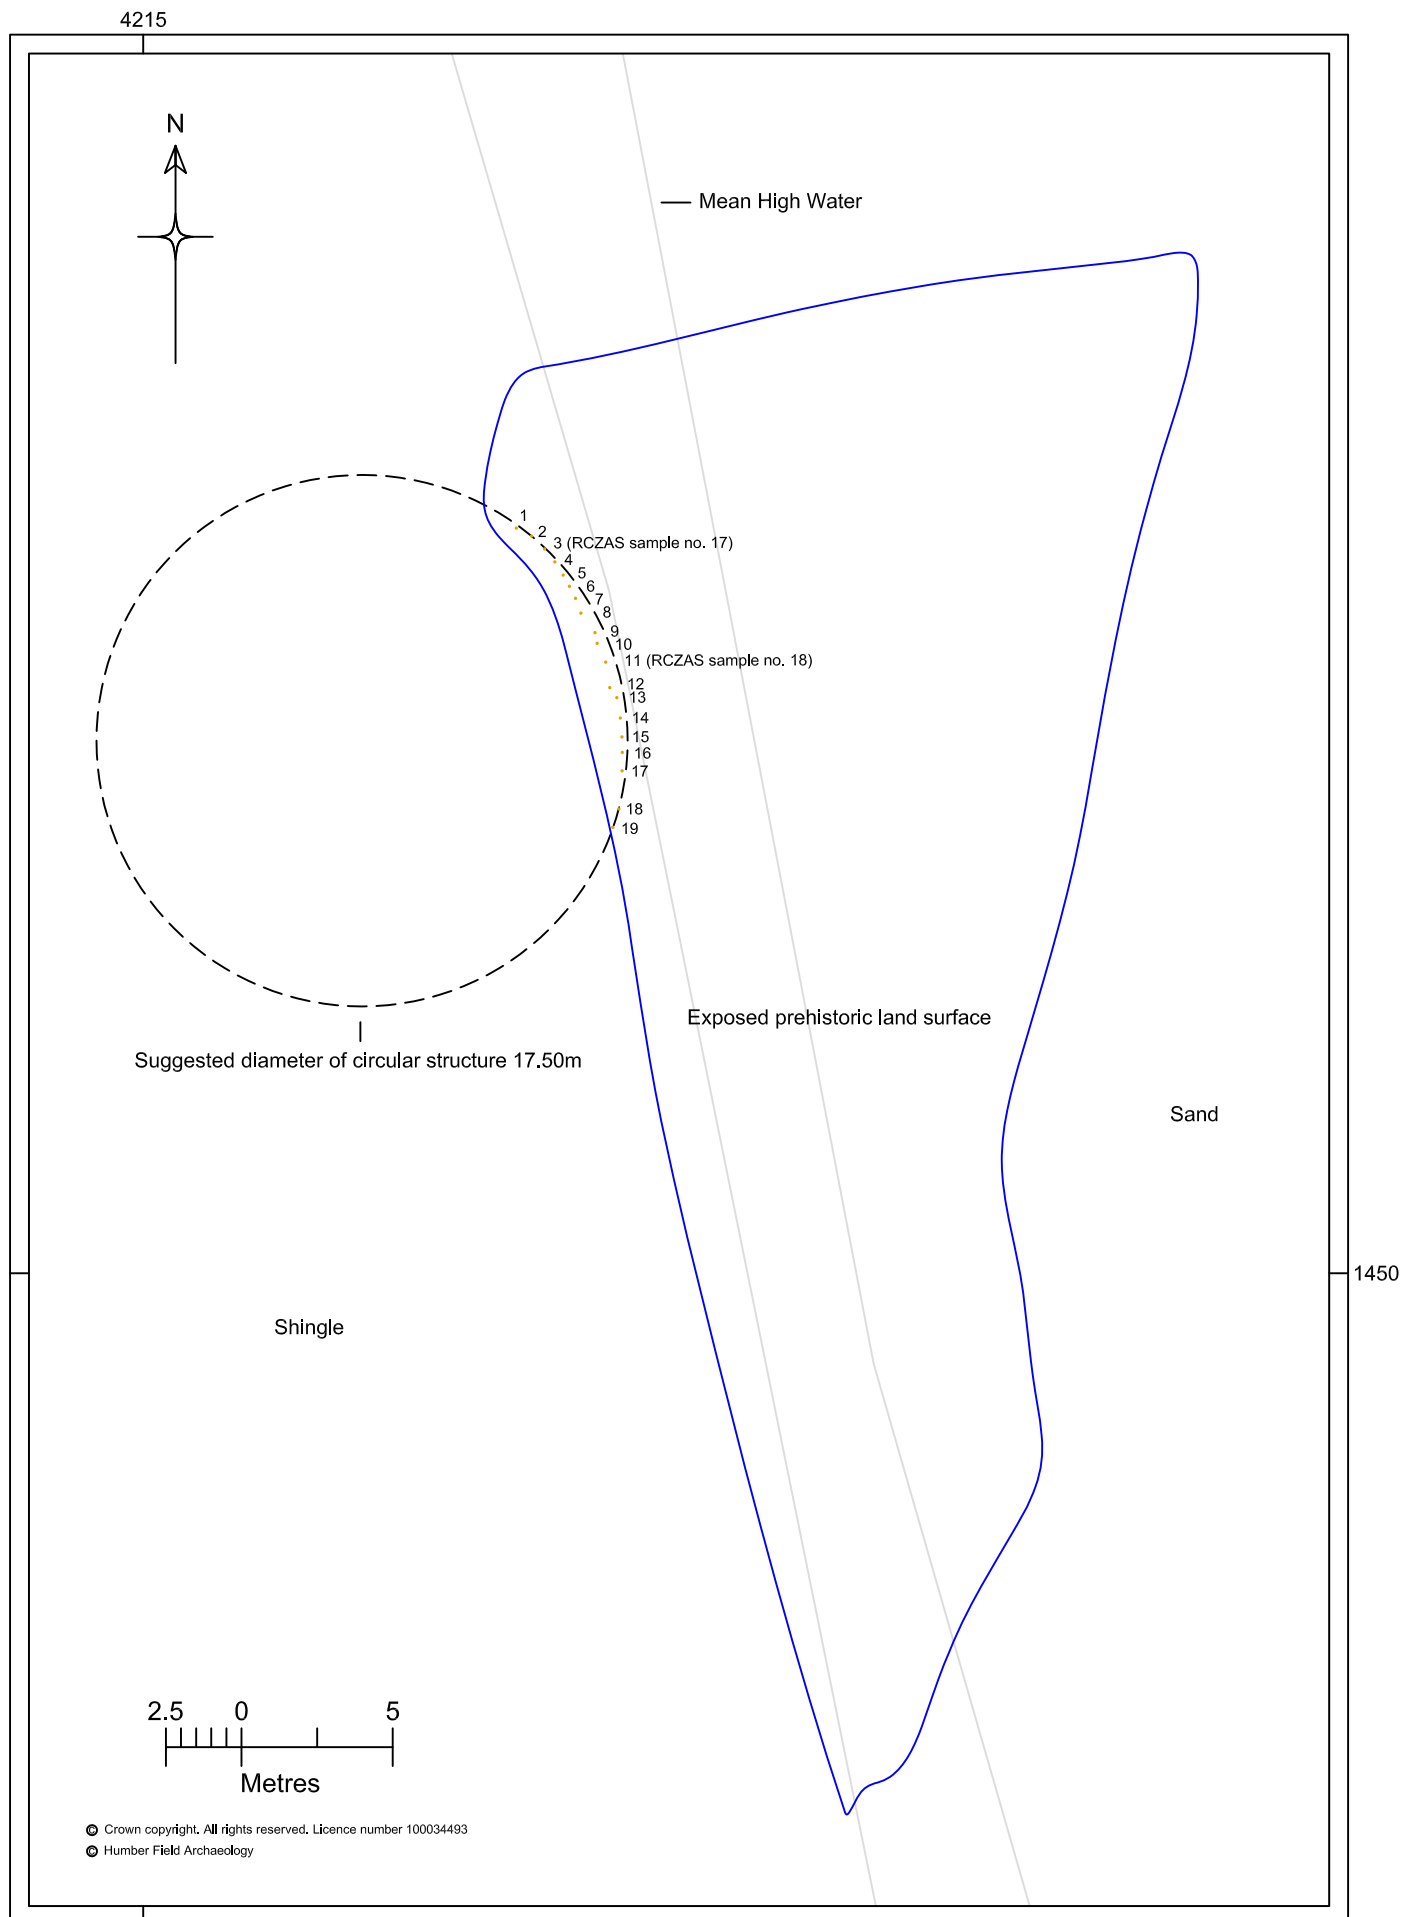 4215
N
Mean High Water
1
2
3 (RCZAS sample no. 17)
4
5
6
7
8
9
10
11 (RCZAS sample no. 18)
12
13
14
15
16
17
18
19
Exposed prehistoric land surface
Suggested diameter of circular structure 17.50m
Sand
1450
Shingle
2.5 0 5
Metres
© Crown copyright. All rights reserved. Licence number 100034493
© Humber Field Archaeology